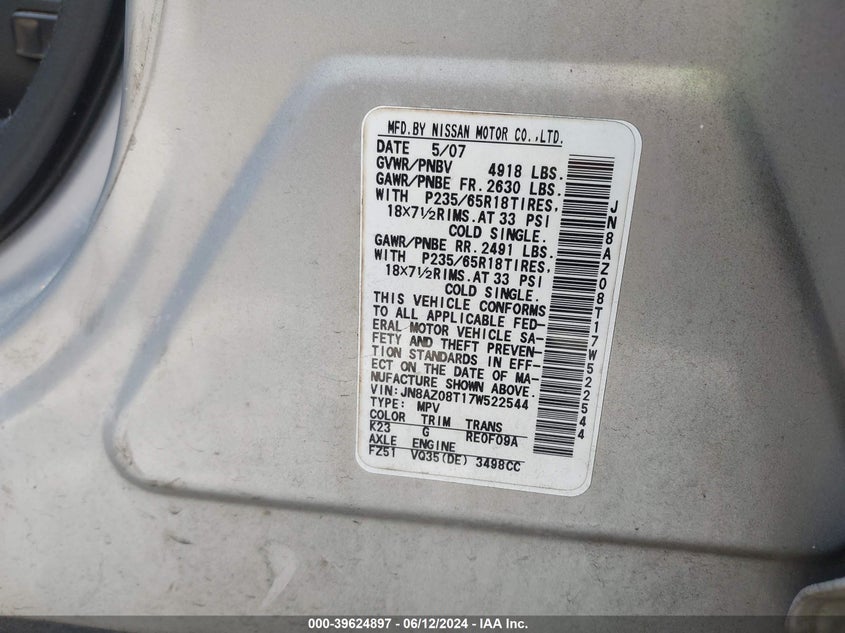 MFD.BY NISSAN MOTOR CO.,LTD.
DATE 5/07
GVWR/PNBV 4918 LBS.
GAWR/PNBE FR. 2630 LBS.
WITH P235/65R18TIRES,
18X7½RIMS.AT 33 PSI
COLD SINGLE.
GAWR/PNBE RR. 2491 LBS.
WITH P235/65R18TIRES,
18X7½RIMS.AT 33 PSI
COLD SINGLE.
THIS VEHICLE CONFORMS
TO ALL APPLICABLE FED-
ERAL MOTOR VEHICLE SA-
FETY AND THEFT PREVEN-
TION STANDARDS IN EFF-
ECT ON THE DATE OF MA-
NUFACTURE SHOWN ABOVE.
VIN: JN8AZ08T17W522544
TYPE: MPV
COLOR TRIM TRANS
K23 G RE0F09A
AXLE ENGINE
FZ51 VQ35(DE) 3498CC
JN8AZ08T17W522544
000-39624897 - 06/12/2024 - IAA Inc.